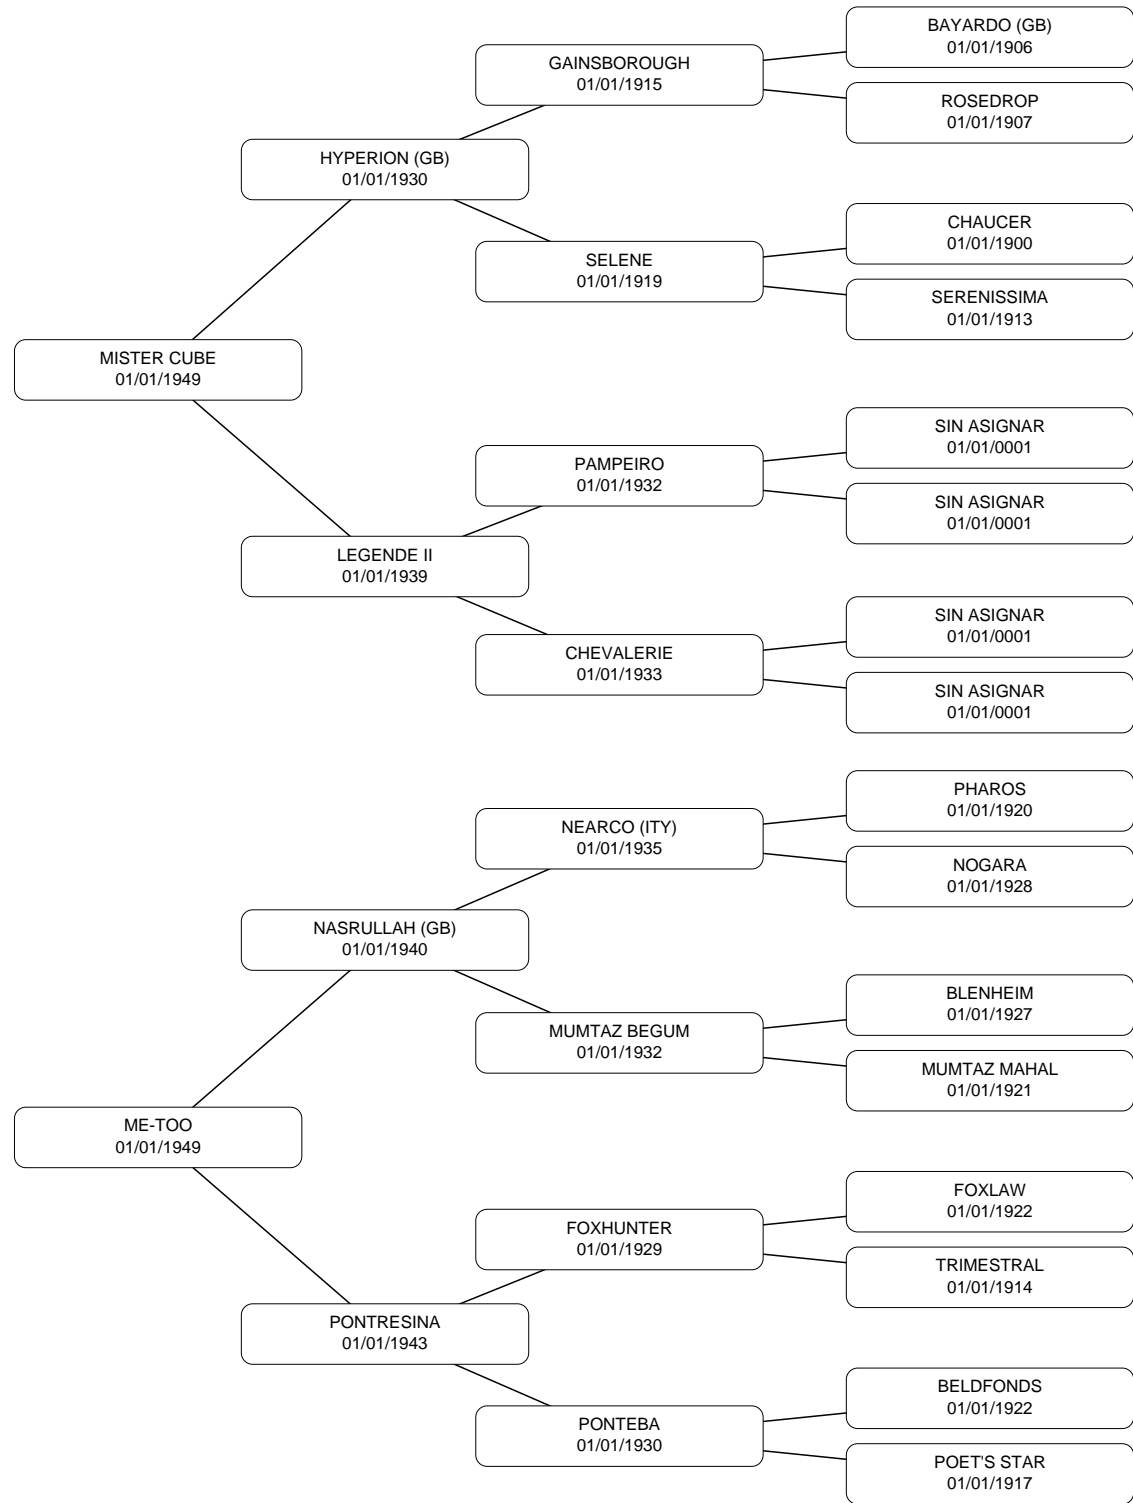 BAYARDO (GB)
01/01/1906
GAINSBOROUGH
01/01/1915
ROSEDROP
01/01/1907
HYPERION (GB)
01/01/1930
CHAUCER
01/01/1900
SELENE
01/01/1919
SERENISSIMA
01/01/1913
MISTER CUBE
01/01/1949
SIN ASIGNAR
01/01/0001
PAMPEIRO
01/01/1932
SIN ASIGNAR
01/01/0001
LEGENDE II
01/01/1939
SIN ASIGNAR
01/01/0001
CHEVALERIE
01/01/1933
SIN ASIGNAR
01/01/0001
PHAROS
01/01/1920
NEARCO (ITY)
01/01/1935
NOGARA
01/01/1928
NASRULLAH (GB)
01/01/1940
BLENHEIM
01/01/1927
MUMTAZ BEGUM
01/01/1932
MUMTAZ MAHAL
01/01/1921
ME-TOO
01/01/1949
FOXLAW
01/01/1922
FOXHUNTER
01/01/1929
TRIMESTRAL
01/01/1914
PONTRESINA
01/01/1943
BELDFONDS
01/01/1922
PONTEBA
01/01/1930
POET'S STAR
01/01/1917